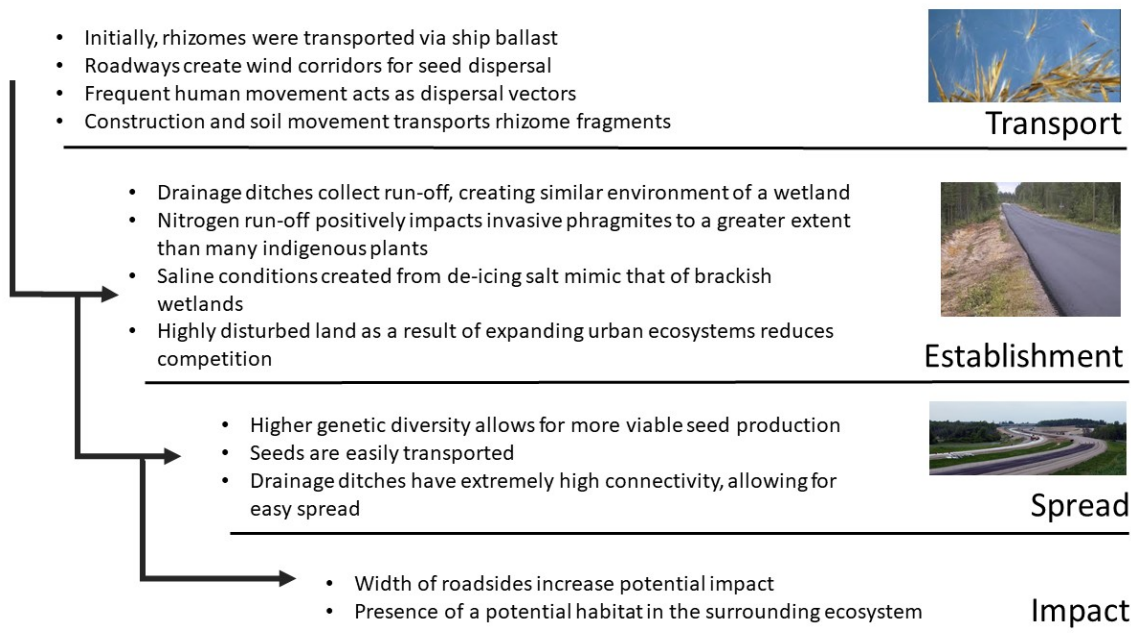 • Initially, rhizomes were transported via ship ballast
• Roadways create wind corridors for seed dispersal
• Frequent human movement acts as dispersal vectors
• Construction and soil movement transports rhizome fragments
Transport
• Drainage ditches collect run-off, creating similar environment of a wetland
• Nitrogen run-off positively impacts invasive phragmites to a greater extent
than many indigenous plants
• Saline conditions created from de-icing salt mimic that of brackish
wetlands
• Highly disturbed land as a result of expanding urban ecosystems reduces
competition
Establishment
• Higher genetic diversity allows for more viable seed production
• Seeds are easily transported
• Drainage ditches have extremely high connectivity, allowing for
easy spread
Spread
• Width of roadsides increase potential impact
• Presence of a potential habitat in the surrounding ecosystem
Impact